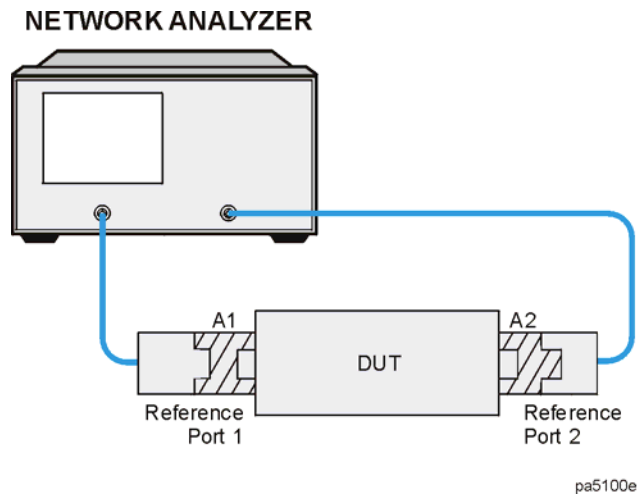 NETWORK ANALYZER
A1
A2
DUT
Reference
Port 1
Reference
Port 2
pa5100e